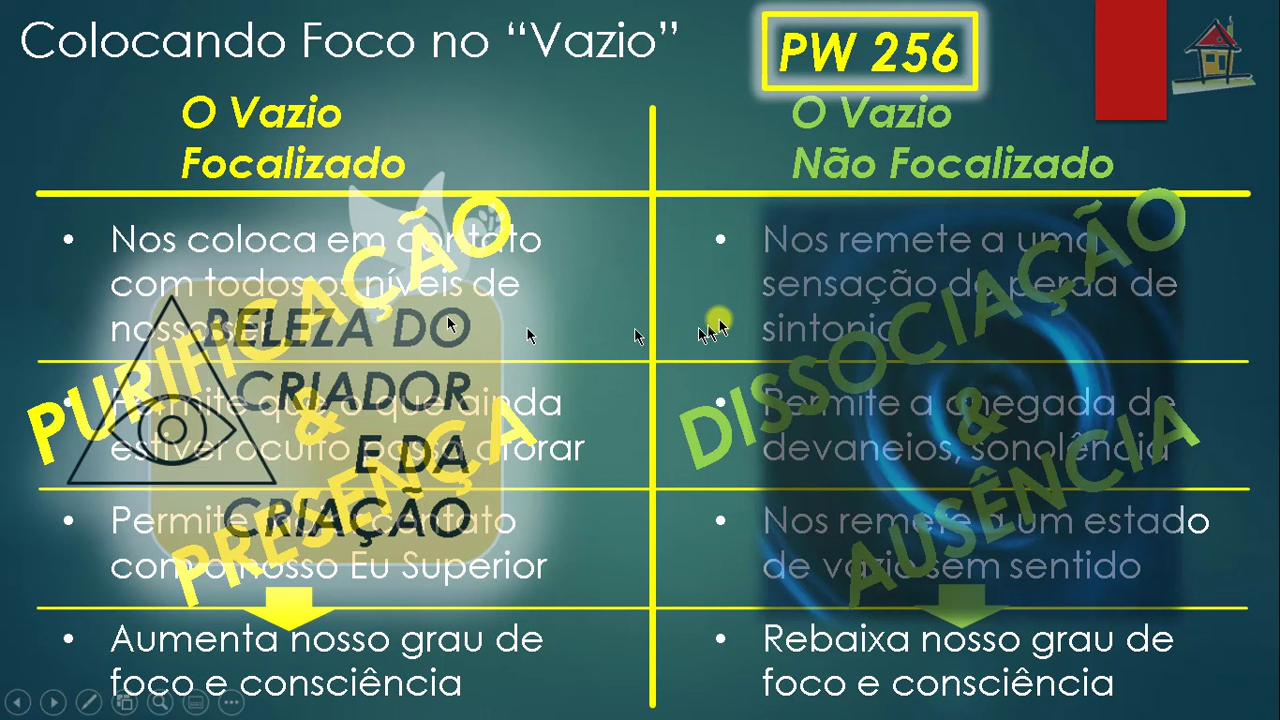 Colocando Foco no “Vazio”
PW 256
O Vazio
Focalizado
O Vazio
Não Focalizado
• Nos coloca em contato
com todos os níveis de
nosso ser
• Nos remete a uma
sensação de perda de
sintonia
• Permite que o que ainda
estiver oculto possa aflorar
• Permite a chegada de
devaneios, sonolência
• Permite contato
com o nosso Eu Superior
• Nos remete a um estado
de vazio sem sentido
• Aumenta nosso grau de
foco e consciência
• Rebaixa nosso grau de
foco e consciência
PURIFICAÇÃO
&
PRESENÇA
BELEZA DO
CRIADOR
E DA
CRIAÇÃO
DISSOCIAÇÃO
&
AUSÊNCIA